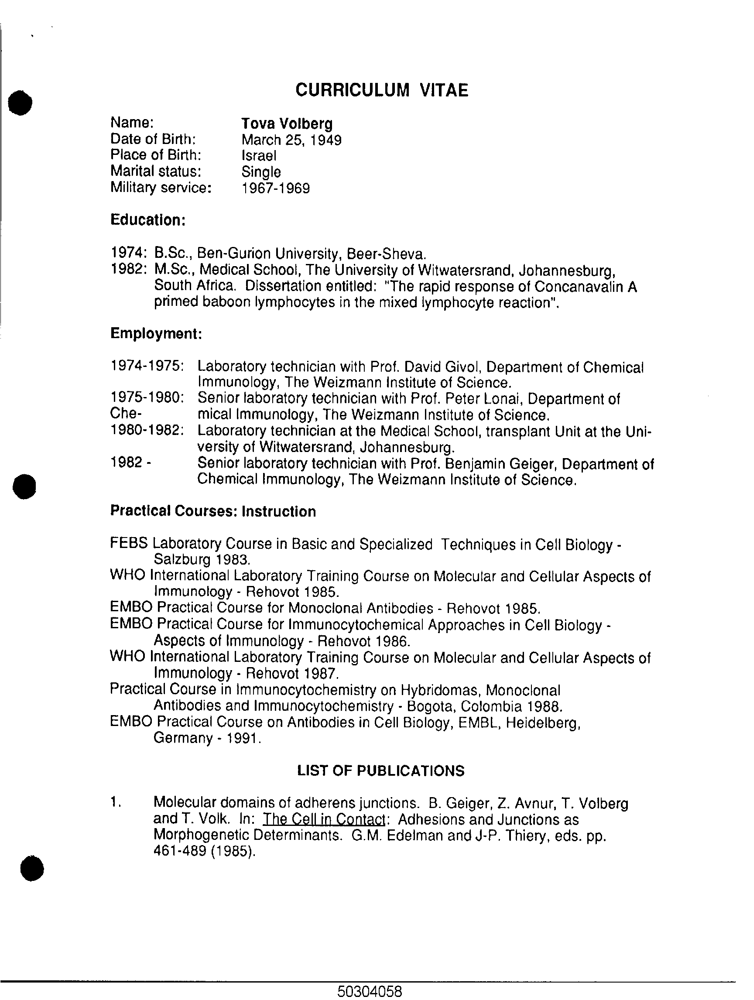 CURRICULUM VITAE
Name: Tova Volberg
Date of Birth: March 25, 1949
Place of Birth: Israel
Marital status: Single
Military service: 1967-1969
Education:
1974: B.Sc., Ben-Gurion University, Beer-Sheva.
1982: M.Sc., Medical School, The University of Witwatersrand, Johannesburg,
South Africa. Dissertation entitled: "The rapid response of Concanavalin A
primed baboon lymphocytes in the mixed lymphocyte reaction".
Employment:
1974-1975: Laboratory technician with Prof. David Givol, Department of Chemical
Immunology, The Weizmann Institute of Science.
1975-1980: Senior laboratory technician with Prof. Peter Lonai, Department of
Che- mical Immunology, The Weizmann Institute of Science.
1980-1982: Laboratory technician at the Medical School, transplant Unit at the Uni-
versity of Witwatersrand, Johannesburg.
1982 - Senior laboratory technician with Prof. Benjamin Geiger, Department of
Chemical Immunology, The Weizmann Institute of Science.
Practical Courses: Instruction
FEBS Laboratory Course in Basic and Specialized Techniques in Cell Biology -
Salzburg 1983.
WHO International Laboratory Training Course on Molecular and Cellular Aspects of
Immunology - Rehovot 1985.
EMBO Practical Course for Monoclonal Antibodies - Rehovot 1985.
EMBO Practical Course for Immunocytochemical Approaches in Cell Biology -
Aspects of Immunology - Rehovot 1986.
WHO International Laboratory Training Course on Molecular and Cellular Aspects of
Immunology - Rehovot 1987.
Practical Course in Immunocytochemistry on Hybridomas, Monoclonal
Antibodies and Immunocytochemistry - Bogota, Colombia 1988.
EMBO Practical Course on Antibodies in Cell Biology, EMBL, Heidelberg,
Germany - 1991.
LIST OF PUBLICATIONS
1. Molecular domains of adherens junctions. B. Geiger, Z. Avnur, T. Volberg
and T. Volk. In: The Cell in Contact: Adhesions and Junctions as
Morphogenetic Determinants. G.M. Edelman and J-P. Thiery, eds. pp.
461-489 (1985).
50304058